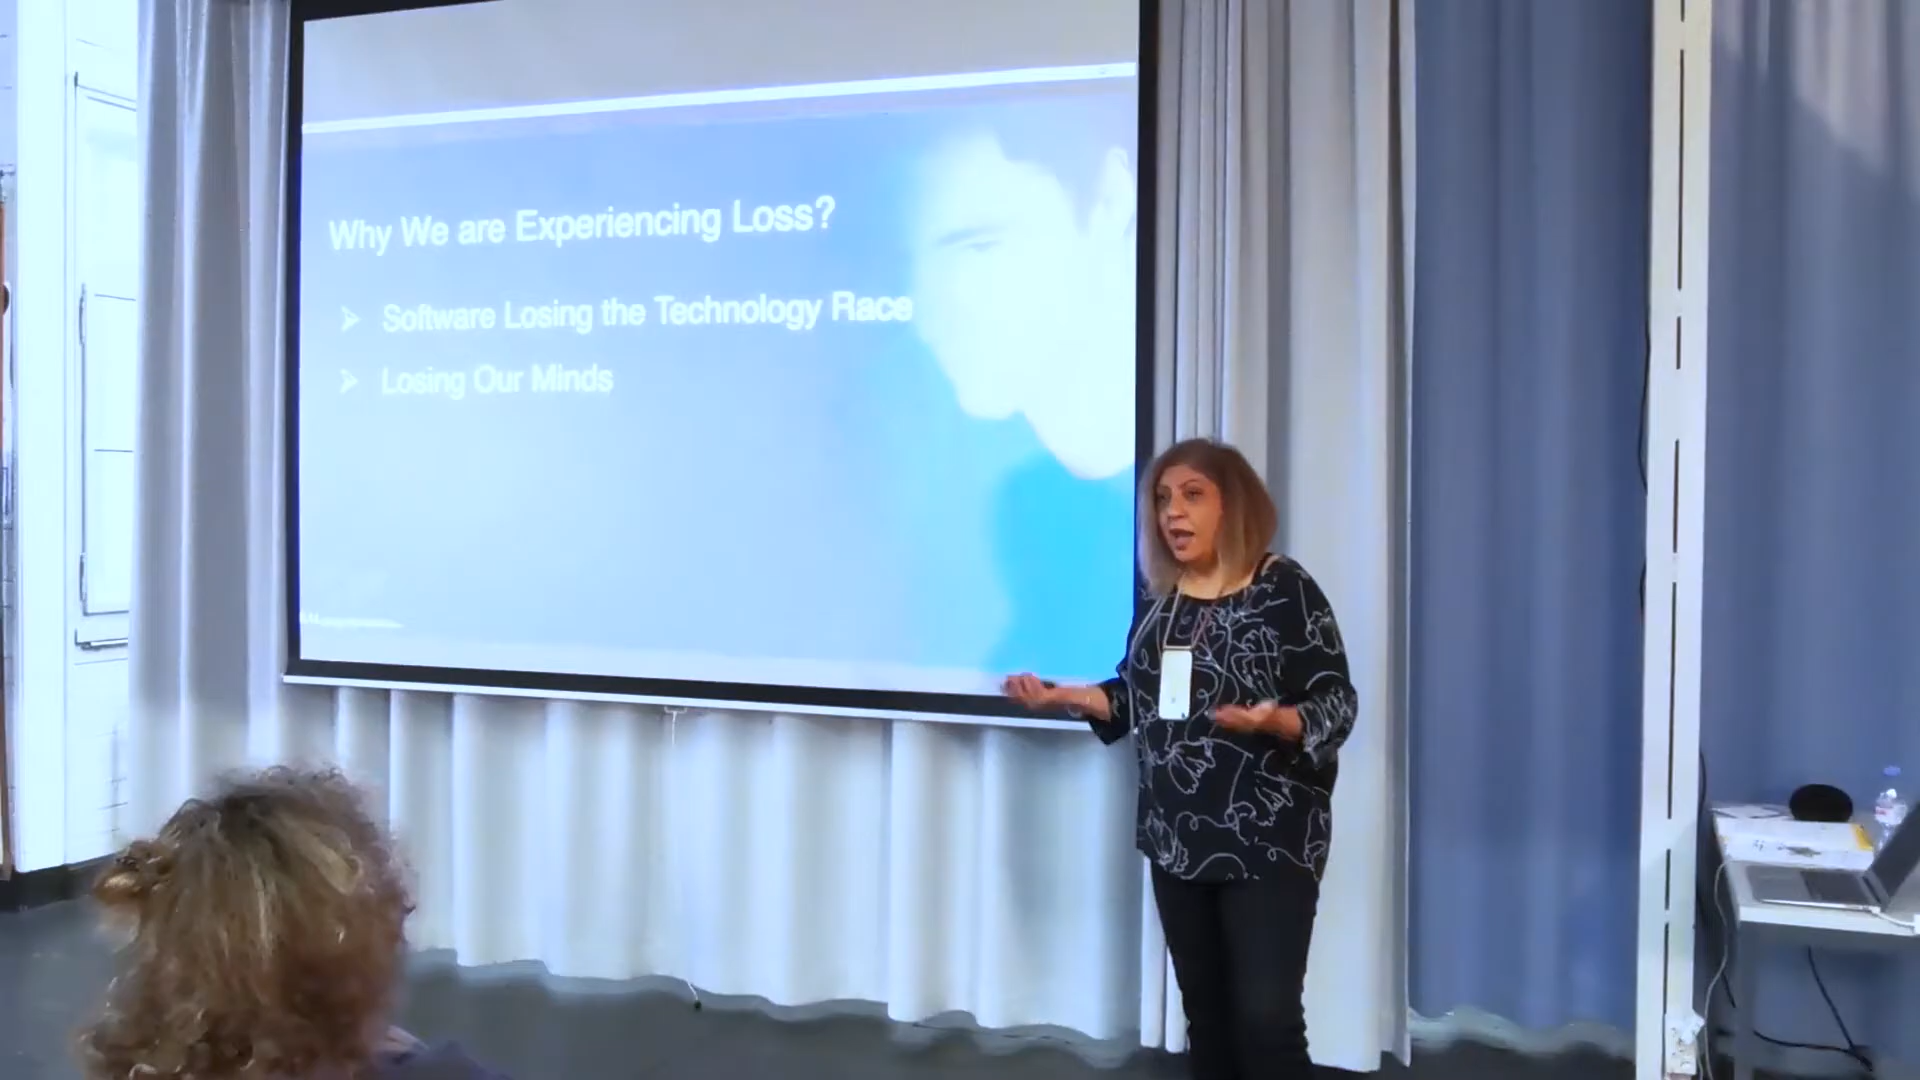 Why We are Experiencing Loss?
Software Losing the Technology Race
Losing Our Minds